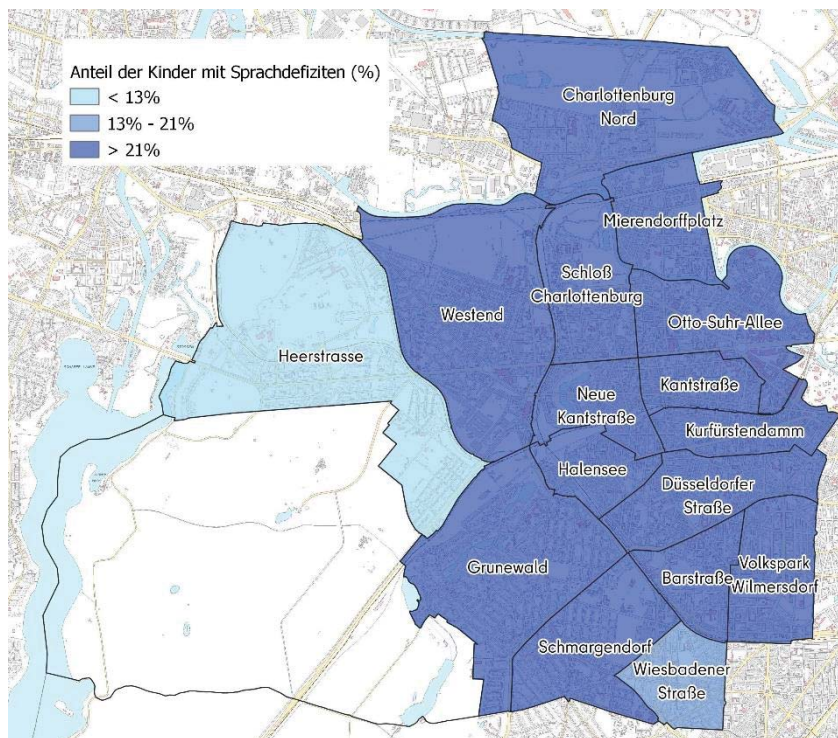 Anteil der Kinder mit Sprachdefiziten (%)
< 13%
13% - 21%
> 21%
Charlottenburg
Nord
Mierendorffplatz
Schloß
Charlottenburg
Westend
Otto-Suhr-Allee
Heerstrasse
Kantstraße
Neue
Kantstraße
Kurfürstendamm
Halensee
Düsseldorfer
Straße
Grunewald
Barstraße
Volkspark
Wilmersdorf
Schmargendorf
Wiesbadener
Straße